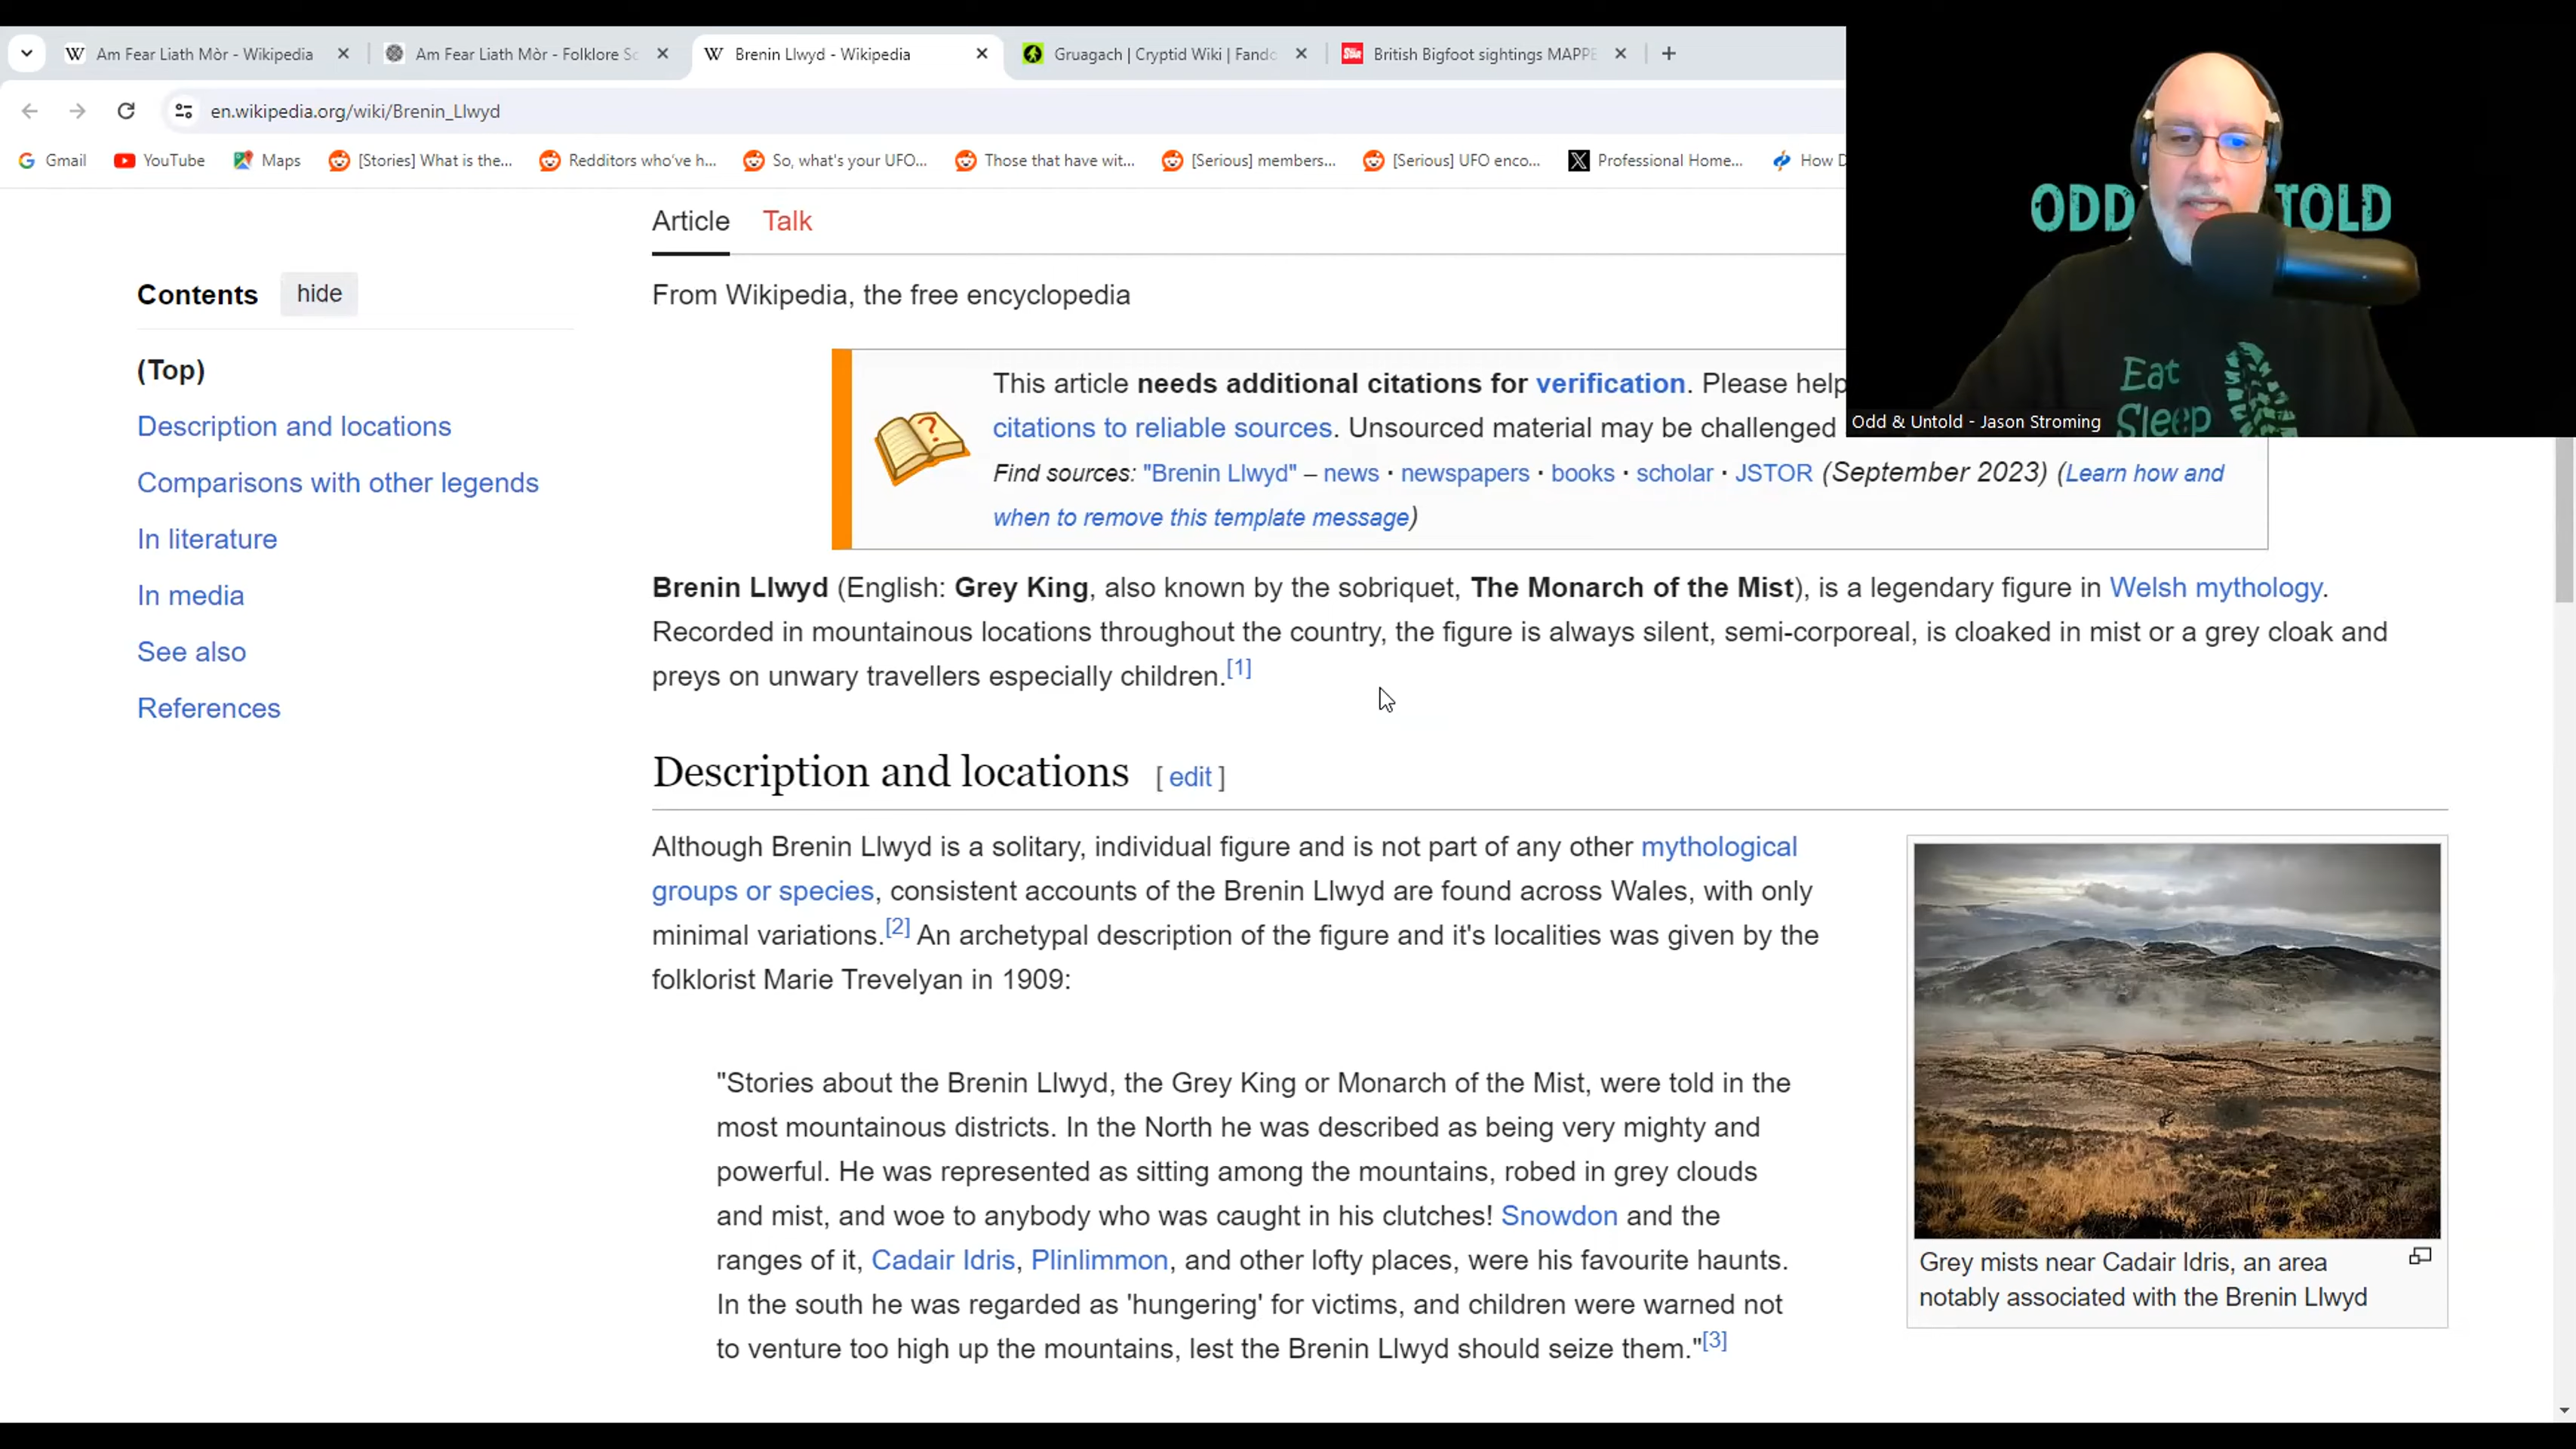 Am Fear Liath Mòr - Wikipedia
Am Fear Liath Mòr - Folklore Sc
Brenin Llwyd - Wikipedia
Gruagach | Cryptid Wiki | Fando
British Bigfoot sightings MAPPE
en.wikipedia.org/wiki/Brenin_Llwyd
Gmail
YouTube
Maps
[Stories] What is the...
Redditors who've h...
So, what's your UFO...
Those that have wit...
[Serious] members...
[Serious] UFO enco...
Professional Home...
How D
ODD
TOLD
Eat
Sleep
Odd & Untold - Jason Stroming
Article
Talk
Contents
hide
(Top)
Description and locations
Comparisons with other legends
In literature
In media
See also
References
From Wikipedia, the free encyclopedia
This article needs additional citations for verification. Please help
citations to reliable sources. Unsourced material may be challenged
Find sources: "Brenin Llwyd" – news · newspapers · books · scholar · JSTOR (September 2023) (Learn how and
when to remove this template message)
Brenin Llwyd (English: Grey King, also known by the sobriquet, The Monarch of the Mist), is a legendary figure in Welsh mythology.
Recorded in mountainous locations throughout the country, the figure is always silent, semi-corporeal, is cloaked in mist or a grey cloak and
preys on unwary travellers especially children.[1]
Description and locations [ edit ]
Although Brenin Llwyd is a solitary, individual figure and is not part of any other mythological
groups or species, consistent accounts of the Brenin Llwyd are found across Wales, with only
minimal variations.[2] An archetypal description of the figure and it's localities was given by the
folklorist Marie Trevelyan in 1909:
"Stories about the Brenin Llwyd, the Grey King or Monarch of the Mist, were told in the
most mountainous districts. In the North he was described as being very mighty and
powerful. He was represented as sitting among the mountains, robed in grey clouds
and mist, and woe to anybody who was caught in his clutches! Snowdon and the
ranges of it, Cadair Idris, Plinlimmon, and other lofty places, were his favourite haunts.
In the south he was regarded as 'hungering' for victims, and children were warned not
to venture too high up the mountains, lest the Brenin Llwyd should seize them."[3]
Grey mists near Cadair Idris, an area
notably associated with the Brenin Llwyd